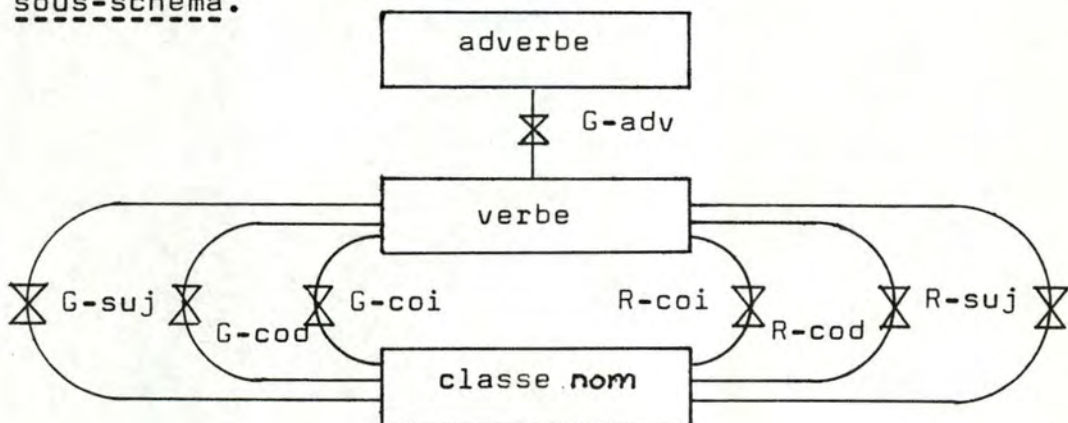 sous-schéma.
adverbe
G-adv
verbe
G-suj G-coi R-coi R-suj
G-cod R-cod
classe nom